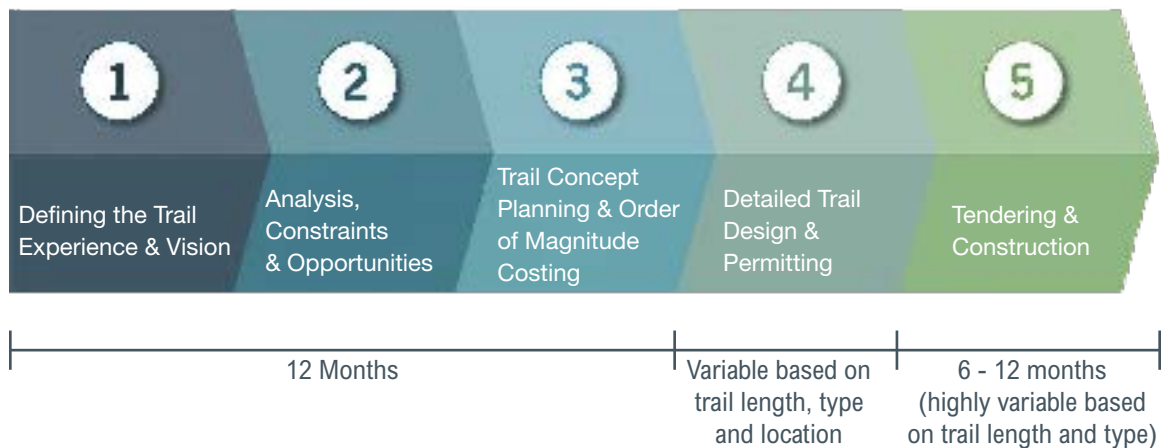 1
2
3
4
5
Defining the Trail
Experience & Vision
Analysis,
Constraints
& Opportunities
Trail Concept
Planning & Order
of Magnitude
Costing
Detailed Trail
Design &
Permitting
Tendering &
Construction
12 Months
Variable based on
trail length, type
and location
6 - 12 months
(highly variable based
on trail length and type)